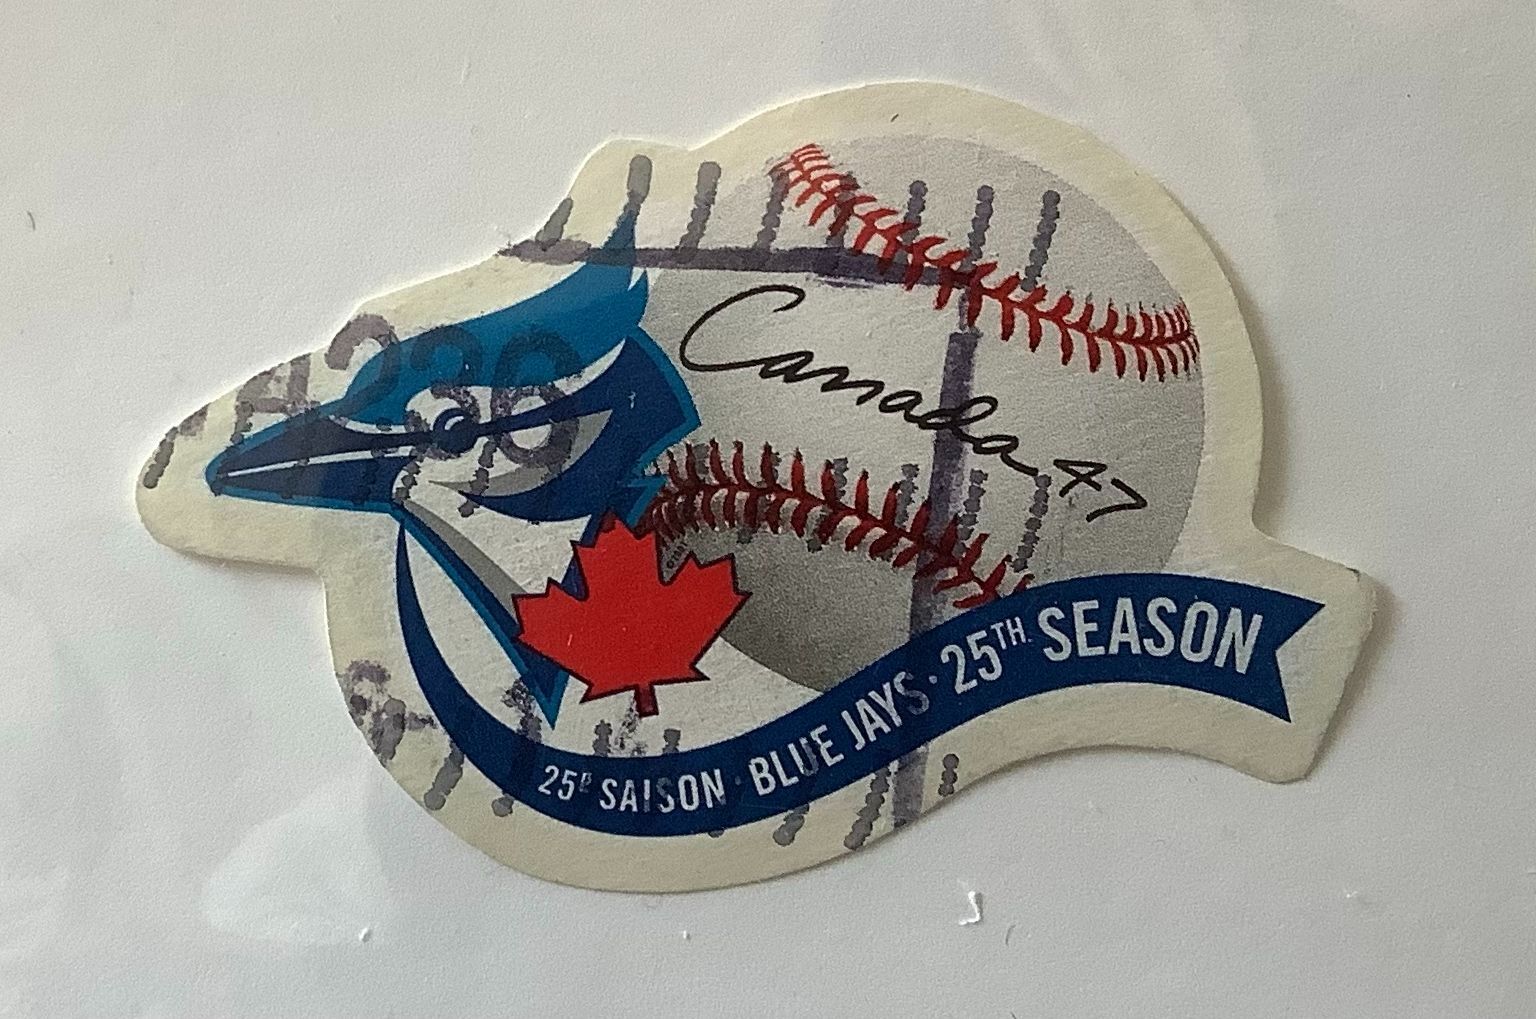 Canada 47
25E SAISON · BLUE JAYS · 25TH SEASON